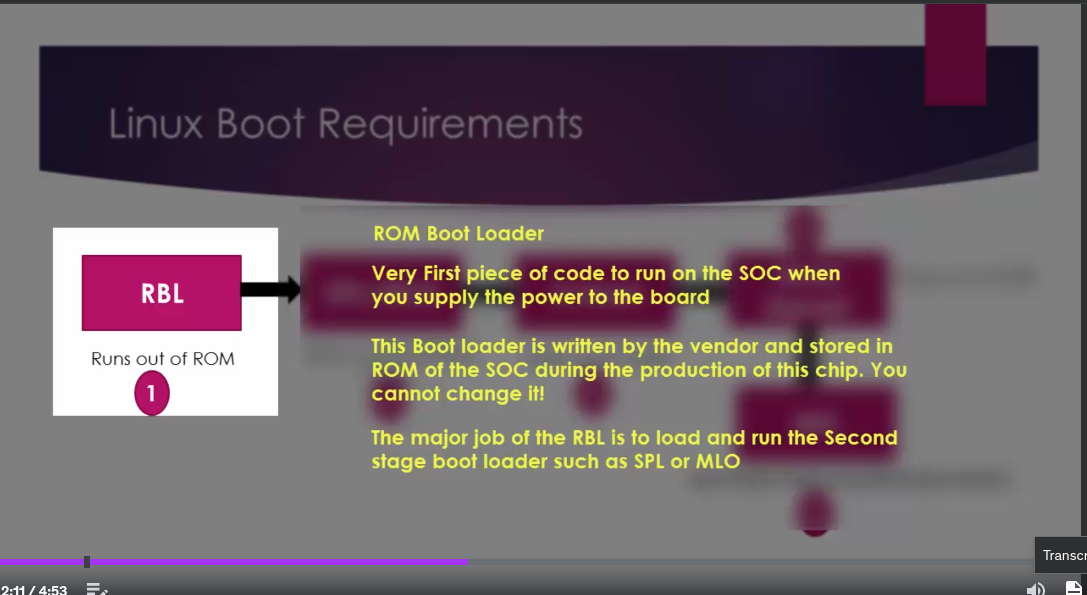 Linux Boot Requirements
ROM Boot Loader
Very First piece of code to run on the SOC when
you supply the power to the board
RBL
Runs out of ROM
1
This Boot loader is written by the vendor and stored in
ROM of the SOC during the production of this chip. You
cannot change it!
The major job of the RBL is to load and run the Second
stage boot loader such as SPL or MLO
Transcr
2:11 / 4:53